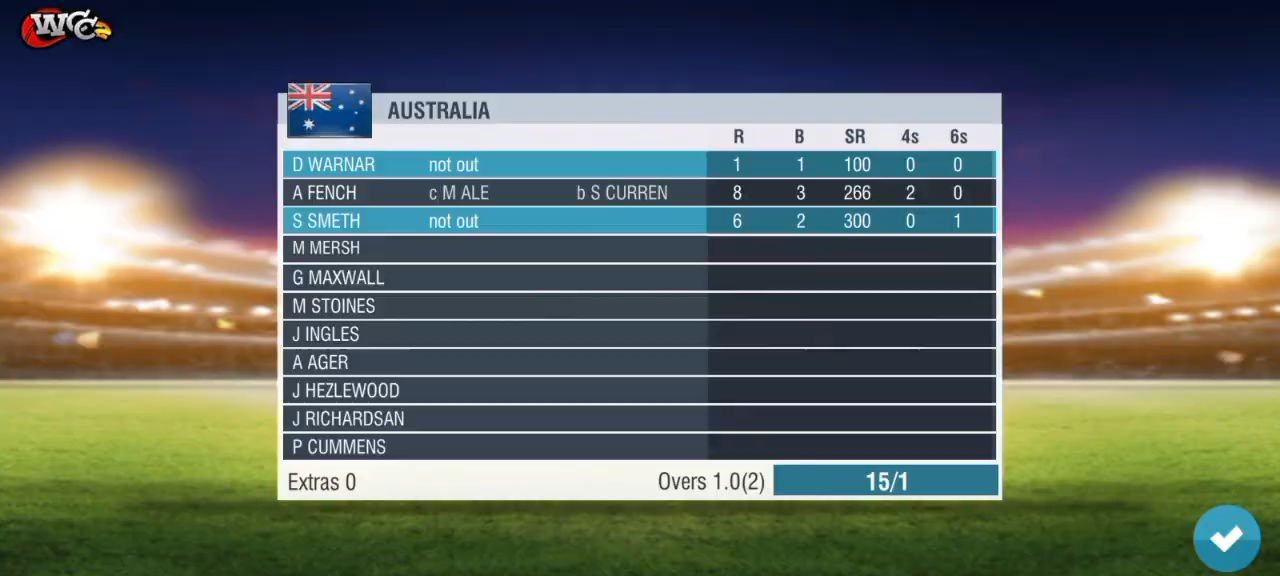 WCC
AUSTRALIA
R B SR 4s 6s
D WARNAR not out 1 1 100 0 0
A FENCH c M ALE b S CURREN 8 3 266 2 0
S SMETH not out 6 2 300 0 1
M MERSH
G MAXWALL
M STOINES
J INGLES
A AGER
J HEZLEWOOD
J RICHARDSAN
P CUMMENS
Extras 0 Overs 1.0(2) 15/1